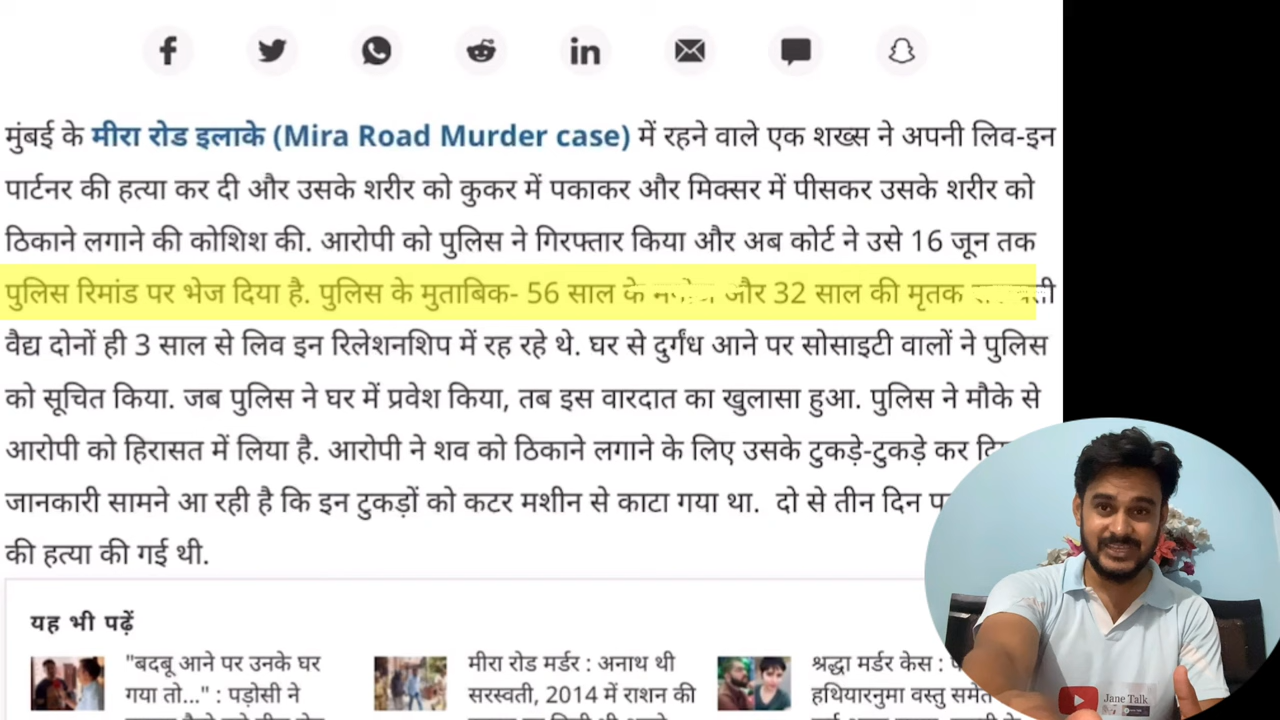 मुंबई के मीरा रोड इलाके (Mira Road Murder case) में रहने वाले एक शख्स ने अपनी लिव-इन
पार्टनर की हत्या कर दी और उसके शरीर को कुकर में पकाकर और मिक्सर में पीसकर उसके शरीर को
ठिकाने लगाने की कोशिश की. आरोपी को पुलिस ने गिरफ्तार किया और अब कोर्ट ने उसे 16 जून तक
पुलिस रिमांड पर भेज दिया है. पुलिस के मुताबिक- 56 साल के और 32 साल की मृतक
वैद्य दोनों ही 3 साल से लिव इन रिलेशनशिप में रह रहे थे. घर से दुर्गंध आने पर सोसाइटी वालों ने पुलिस
को सूचित किया. जब पुलिस ने घर में प्रवेश किया, तब इस वारदात का खुलासा हुआ. पुलिस ने मौके से
आरोपी को हिरासत में लिया है. आरोपी ने शव को ठिकाने लगाने के लिए उसके टुकड़े-टुकड़े कर
जानकारी सामने आ रही है कि इन टुकड़ों को कटर मशीन से काटा गया था. दो से तीन दिन
की हत्या की गई थी.
यह भी पढ़ें
"बदबू आने पर उनके घर
गया तो..." : पड़ोसी ने
मीरा रोड मर्डर : अनाथ थी
सरस्वती, 2014 में राशन की
श्रद्धा मर्डर केस :
हथियारनुमा वस्तु समेत
Jane Talk